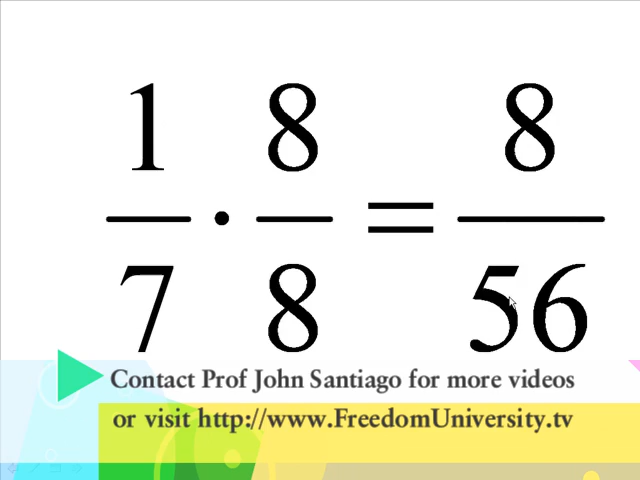 1/7 · 8/8 = 8/56
Contact Prof John Santiago for more videos
or visit http://www.FreedomUniversity.tv